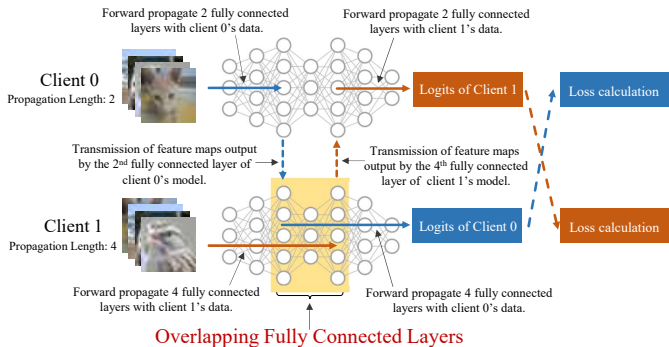 Forward propagate 2 fully connected
layers with client 0's data.
Forward propagate 2 fully connected
layers with client 1's data.
Client 0
Propagation Length: 2
Logits of Client 1
Loss calculation
Transmission of feature maps output
by the 2nd fully connected layer of
client 0's model.
Transmission of feature maps
output by the 4th fully connected
layer of client 1's model.
Client 1
Propagation Length: 4
Logits of Client 0
Loss calculation
Forward propagate 4 fully connected
layers with client 1's data.
Forward propagate 4 fully connected
layers with client 0's data.
Overlapping Fully Connected Layers